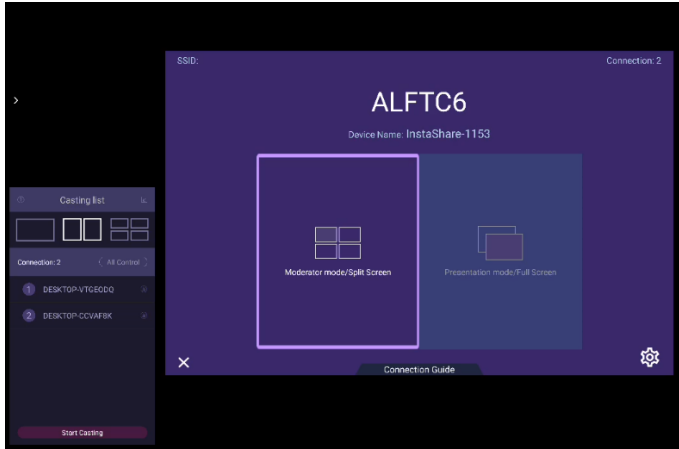 SSID:
Connection: 2
ALFTC6
Device Name: InstaShare-1153
Moderator mode/Split Screen
Presentation mode/Full Screen
Connection Guide
Casting list
Connection: 2
All Control
1 DESKTOP-VTGEODQ
2 DESKTOP-CCVAF8K
Start Casting